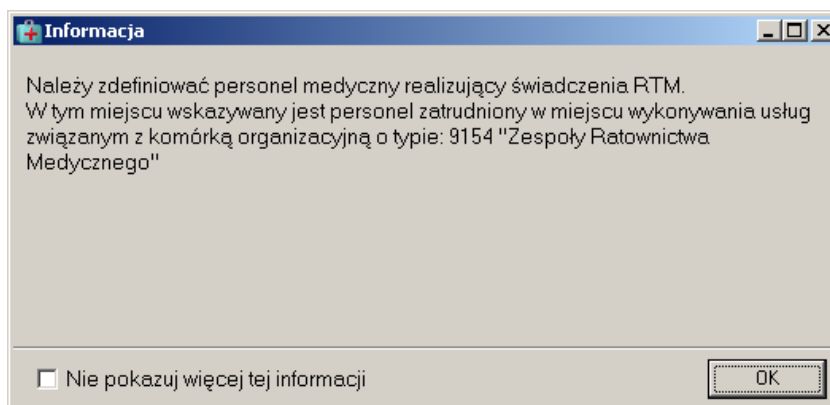 Informacja
Należy zdefiniować personel medyczny realizujący świadczenia RTM.
W tym miejscu wskazywany jest personel zatrudniony w miejscu wykonywania usług
związanym z komórką organizacyjną o typie: 9154 "Zespoły Ratownictwa
Medycznego"
Nie pokazuj więcej tej informacji
OK